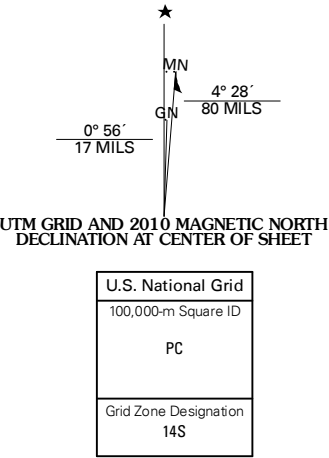 ★
MN
GN
4° 28´
80 MILS
0° 56´
17 MILS
UTM GRID AND 2010 MAGNETIC NORTH
DECLINATION AT CENTER OF SHEET
U.S. National Grid
100,000-m Square ID
PC
Grid Zone Designation
14S